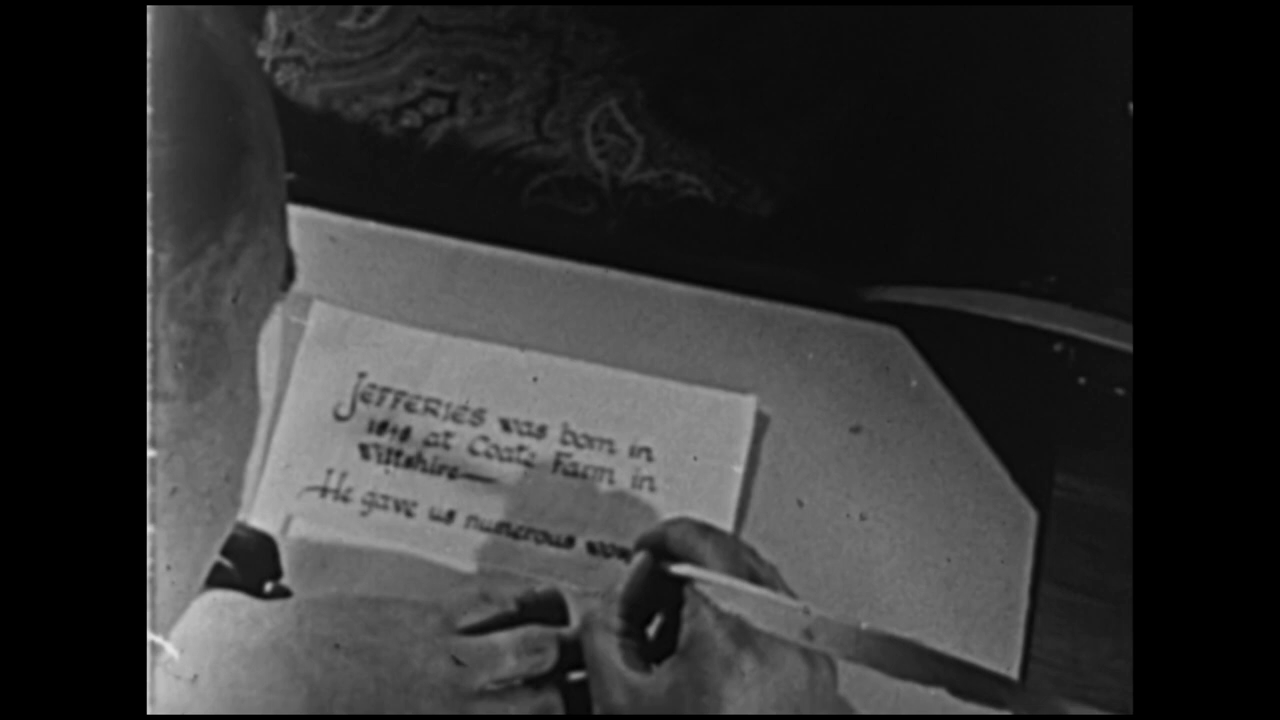 JEFFERIES was born in
1848 at Coate Farm in
Wiltshire—
He gave us numerous